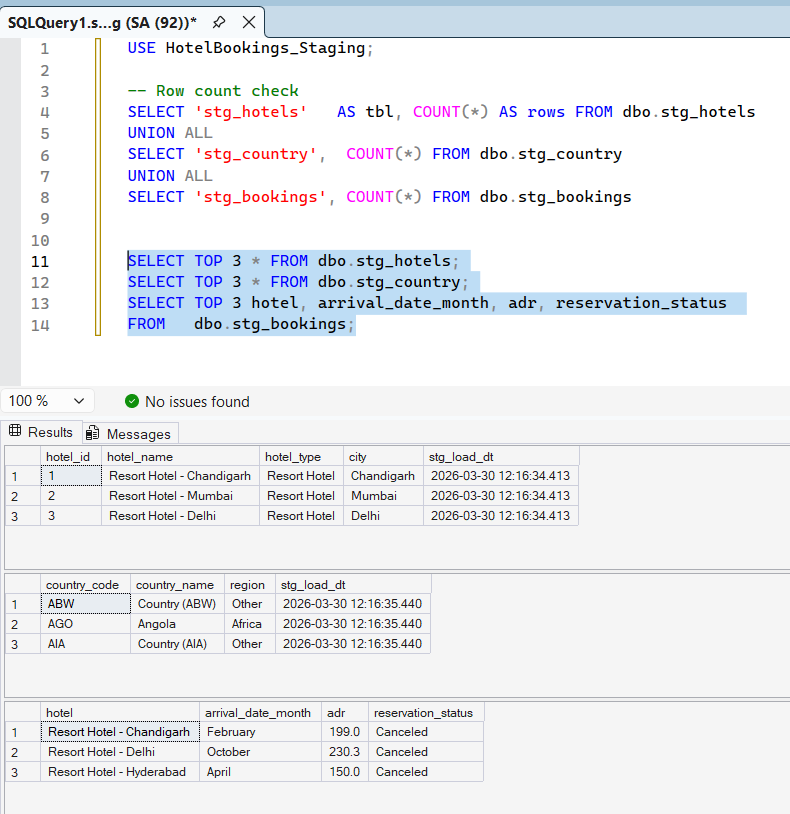 SQLQuery1.s...g (SA (92))*
1 USE HotelBookings_Staging;
2
3 -- Row count check
4 SELECT 'stg_hotels'   AS tbl, COUNT(*) AS rows FROM dbo.stg_hotels
5 UNION ALL
6 SELECT 'stg_country',  COUNT(*) FROM dbo.stg_country
7 UNION ALL
8 SELECT 'stg_bookings', COUNT(*) FROM dbo.stg_bookings
9
10
11 SELECT TOP 3 * FROM dbo.stg_hotels;
12 SELECT TOP 3 * FROM dbo.stg_country;
13 SELECT TOP 3 hotel, arrival_date_month, adr, reservation_status
14 FROM   dbo.stg_bookings;
100 % No issues found
Results Messages
hotel_id hotel_name hotel_type city stg_load_dt
1 1 Resort Hotel - Chandigarh Resort Hotel Chandigarh 2026-03-30 12:16:34.413
2 2 Resort Hotel - Mumbai Resort Hotel Mumbai 2026-03-30 12:16:34.413
3 3 Resort Hotel - Delhi Resort Hotel Delhi 2026-03-30 12:16:34.413
country_code country_name region stg_load_dt
1 ABW Country (ABW) Other 2026-03-30 12:16:35.440
2 AGO Angola Africa 2026-03-30 12:16:35.440
3 AIA Country (AIA) Other 2026-03-30 12:16:35.440
hotel arrival_date_month adr reservation_status
1 Resort Hotel - Chandigarh February 199.0 Canceled
2 Resort Hotel - Delhi October 230.3 Canceled
3 Resort Hotel - Hyderabad April 150.0 Canceled